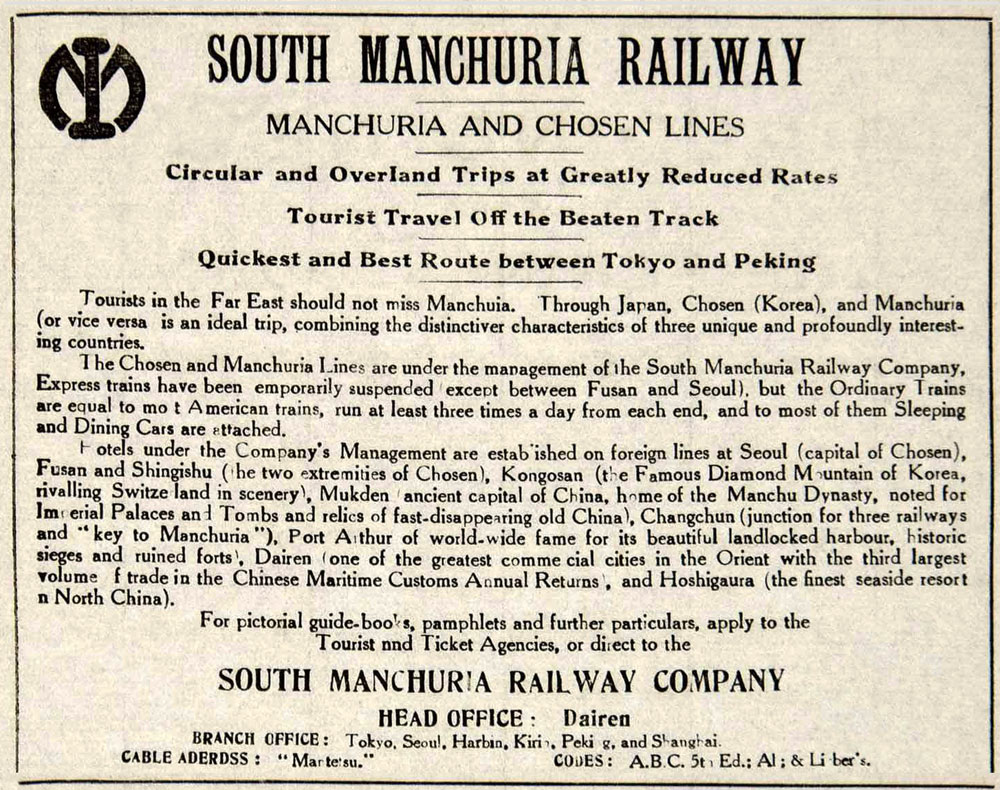 SOUTH MANCHURIA RAILWAY
MANCHURIA AND CHOSEN LINES
Circular and Overland Trips at Greatly Reduced Rates
Tourist Travel Off the Beaten Track
Quickest and Best Route between Tokyo and Peking
Tourists in the Far East should not miss Manchuia. Through Japan, Chosen (Korea), and Manchuria
(or vice versa is an ideal trip, combining the distinctiver characteristics of three unique and profoundly interest-
ing countries.
The Chosen and Manchuria Lines are under the management of the South Manchuria Railway Company,
Express trains have been emporarily suspended except between Fusan and Seoul), but the Ordinary Trains
are equal to mo t American trains, run at least three times a day from each end, and to most of them Sleeping
and Dining Cars are attached.
Hotels under the Company's Management are established on foreign lines at Seoul (capital of Chosen),
Fusan and Shingishu (the two extremities of Chosen), Kongosan (the Famous Diamond Mountain of Korea,
rivalling Switze land in scenery), Mukden ancient capital of China, home of the Manchu Dynasty, noted for
Imperial Palaces and Tombs and relics of fast-disappearing old China), Changchun (junction for three railways
and "key to Manchuria"), Port Arthur of world-wide fame for its beautiful landlocked harbour, historic
sieges and ruined forts), Dairen (one of the greatest comme cial cities in the Orient with the third largest
volume f trade in the Chinese Maritime Customs Annual Returns), and Hoshigaura (the finest seaside resort
n North China).
For pictorial guide-books, pamphlets and further particulars, apply to the
Tourist nnd Ticket Agencies, or direct to the
SOUTH MANCHURIA RAILWAY COMPANY
HEAD OFFICE: Dairen
BRANCH OFFICE: Tokyo, Seoul, Harbin, Kirin, Peki g, and Shanghai.
CABLE ADERDSS: "Mantetsu." CODES: A.B.C. 5th Ed.; A1; & Lieber's.